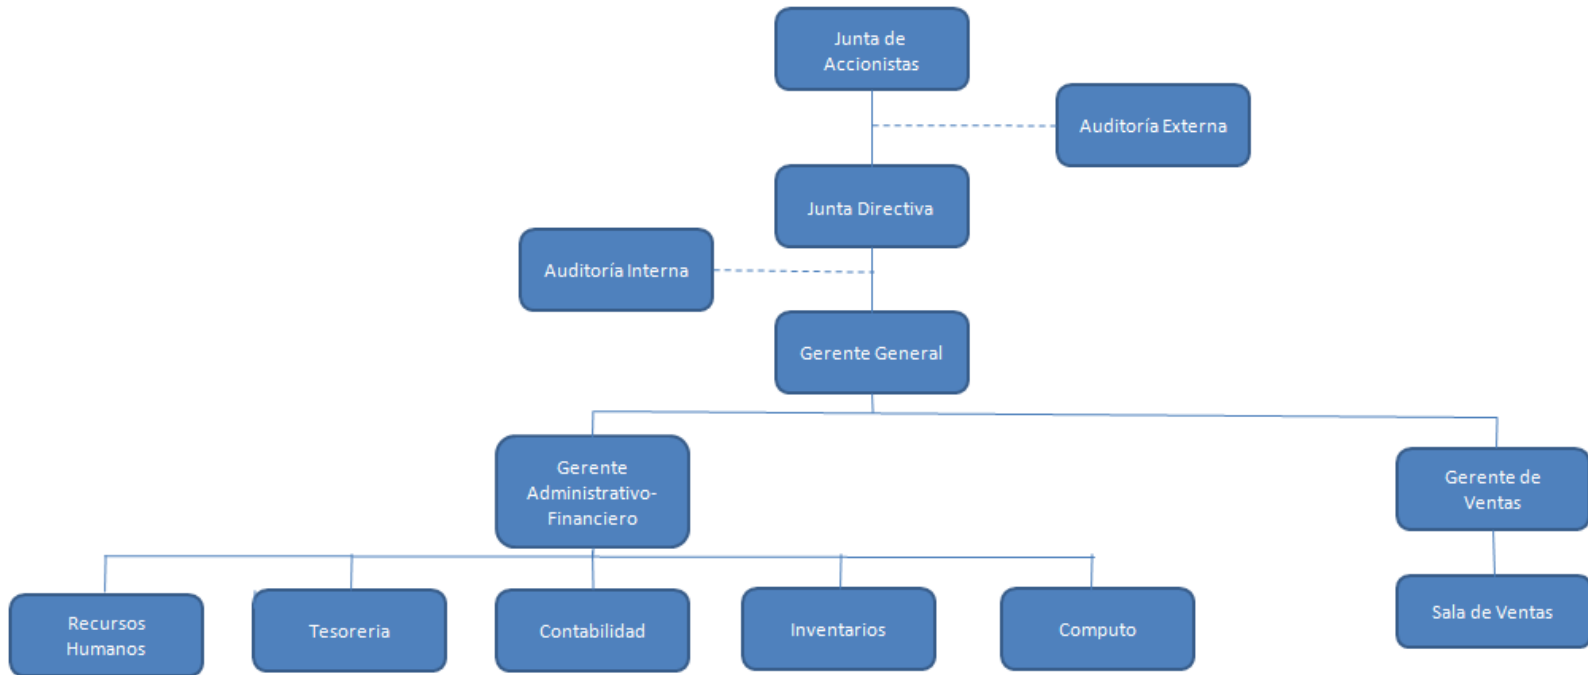 Junta de
Accionistas
Auditoría Externa
Junta Directiva
Auditoría Interna
Gerente General
Gerente
Administrativo-
Financiero
Gerente de
Ventas
Recursos
Humanos
Tesoreria
Contabilidad
Inventarios
Computo
Sala de Ventas